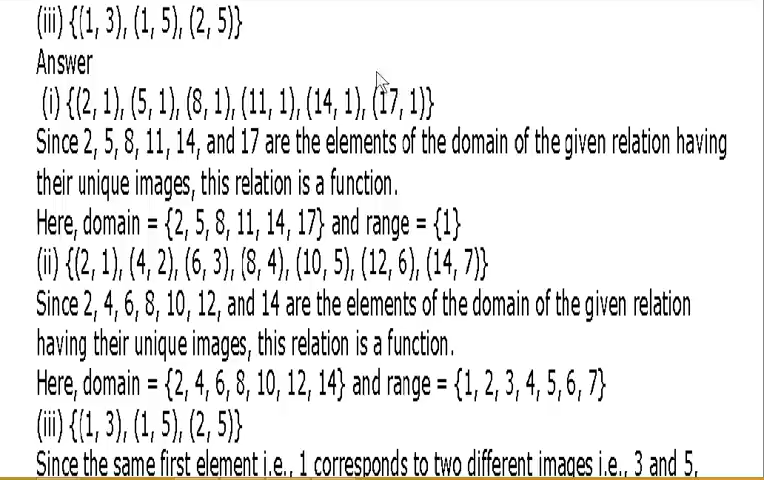 (iii) {(1, 3), (1, 5), (2, 5)}
Answer
(i) {(2, 1), (5, 1), (8, 1), (11, 1), (14, 1), (17, 1)}
Since 2, 5, 8, 11, 14, and 17 are the elements of the domain of the given relation having
their unique images, this relation is a function.
Here, domain = {2, 5, 8, 11, 14, 17} and range = {1}
(ii) {(2, 1), (4, 2), (6, 3), (8, 4), (10, 5), (12, 6), (14, 7)}
Since 2, 4, 6, 8, 10, 12, and 14 are the elements of the domain of the given relation
having their unique images, this relation is a function.
Here, domain = {2, 4, 6, 8, 10, 12, 14} and range = {1, 2, 3, 4, 5, 6, 7}
(iii) {(1, 3), (1, 5), (2, 5)}
Since the same first element i.e., 1 corresponds to two different images i.e., 3 and 5,